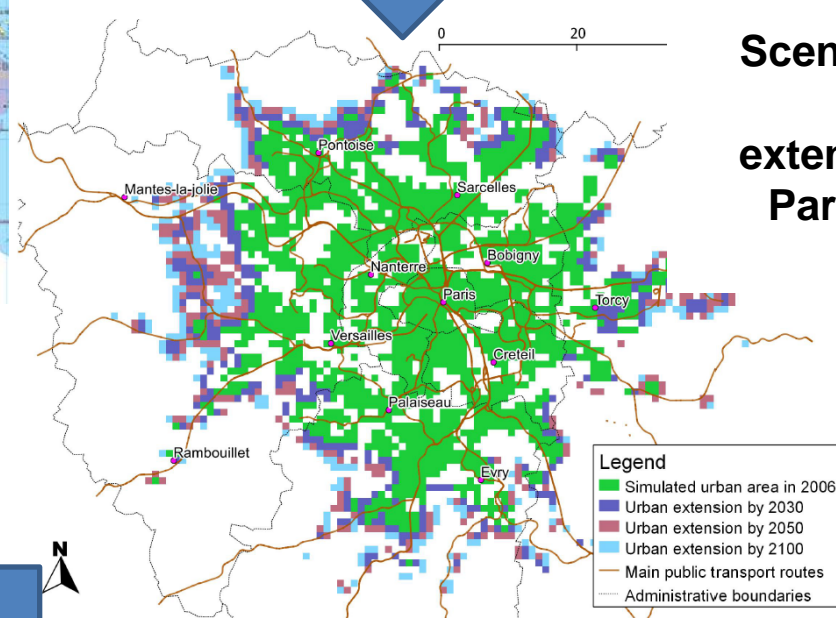 0 20
Scen
exten
Par
Pontoise
Mantes-la-jolie
Sarcelles
Bobigny
Nanterre
Paris
Torcy
Versailles
Creteil
Palaiseau
Rambouillet
Evry
N
Legend
Simulated urban area in 2006
Urban extension by 2030
Urban extension by 2050
Urban extension by 2100
Main public transport routes
Administrative boundaries